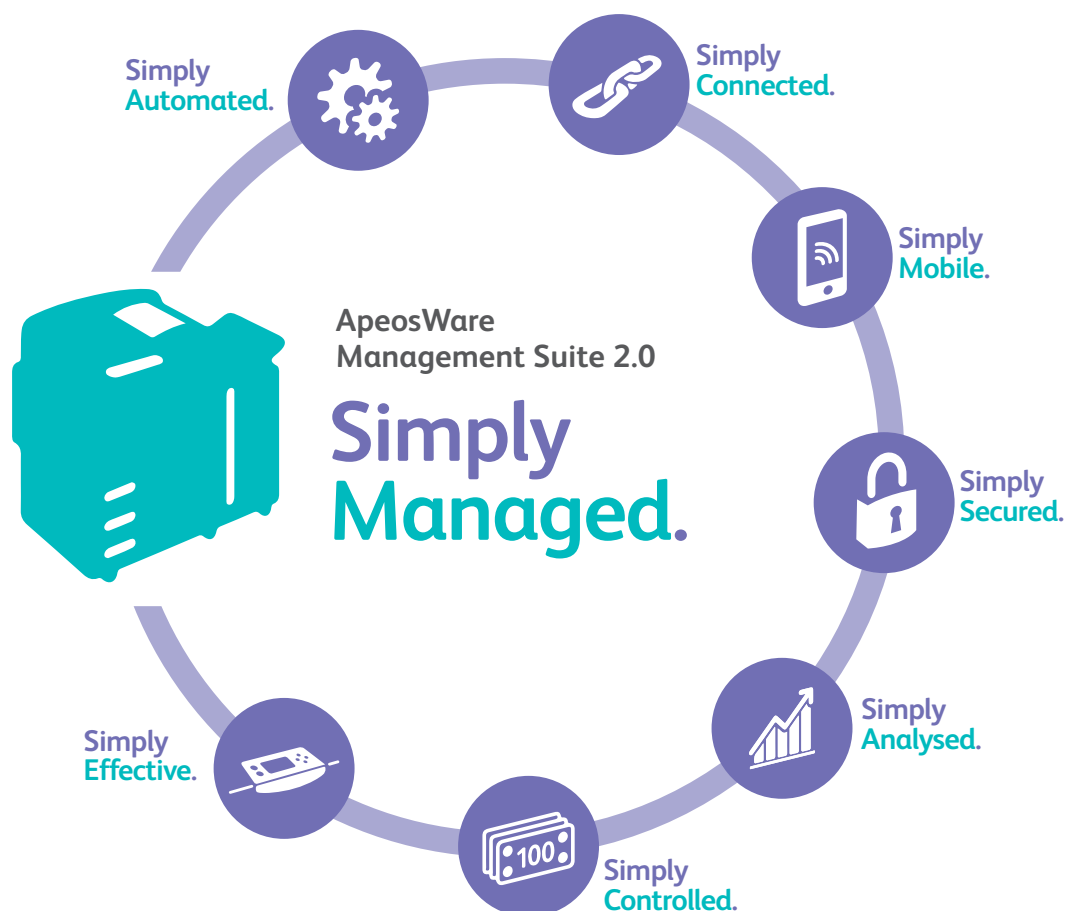 Simply
Automated.
Simply
Connected.
Simply
Mobile.
ApeosWare
Management Suite 2.0
Simply
Managed.
Simply
Secured.
Simply
Analysed.
Simply
Effective.
100
Simply
Controlled.